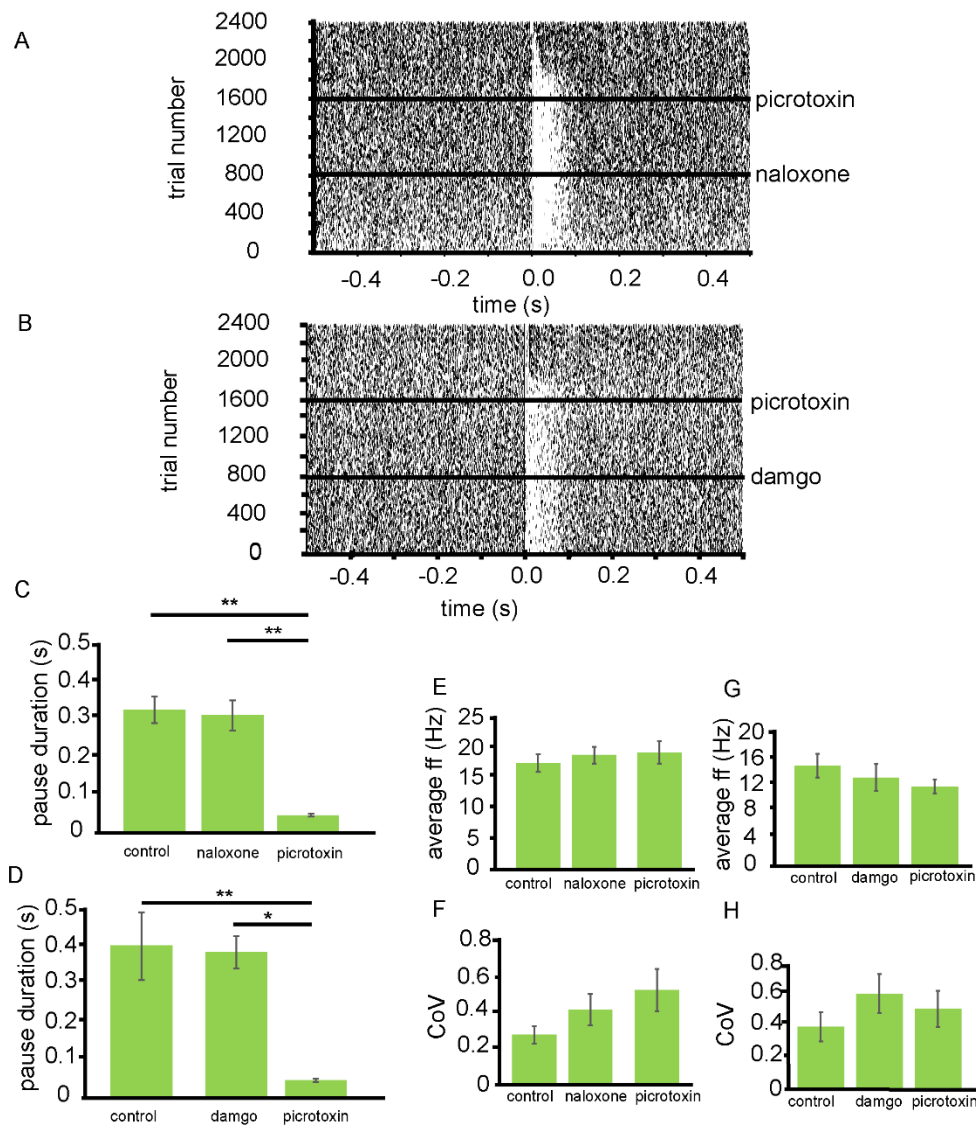 A
trial number
2400
2000
1600
1200
800
400
0
picrotoxin
naloxone
-0.4
-0.2
0.0
0.2
0.4
time (s)
B
trial number
2400
2000
1600
1200
800
400
0
picrotoxin
damgo
-0.4
-0.2
0.0
0.2
0.4
time (s)
C
**
**
pause duration (s)
0.5
0.4
0.3
0.2
0.1
0
control
naloxone
picrotoxin
D
**
*
pause duration (s)
0.5
0.4
0.4
0.2
0.1
0
control
damgo
picrotoxin
E
average ff (Hz)
25
20
15
15
5
0
control
naloxone
picrotoxin
G
average ff (Hz)
20
16
12
8
4
0
control
damgo
picrotoxin
F
CoV
0.8
0.6
0.4
0.2
0
control
naloxone
picrotoxin
H
CoV
0.8
0.6
0.4
0.2
0
control
damgo
picrotoxin